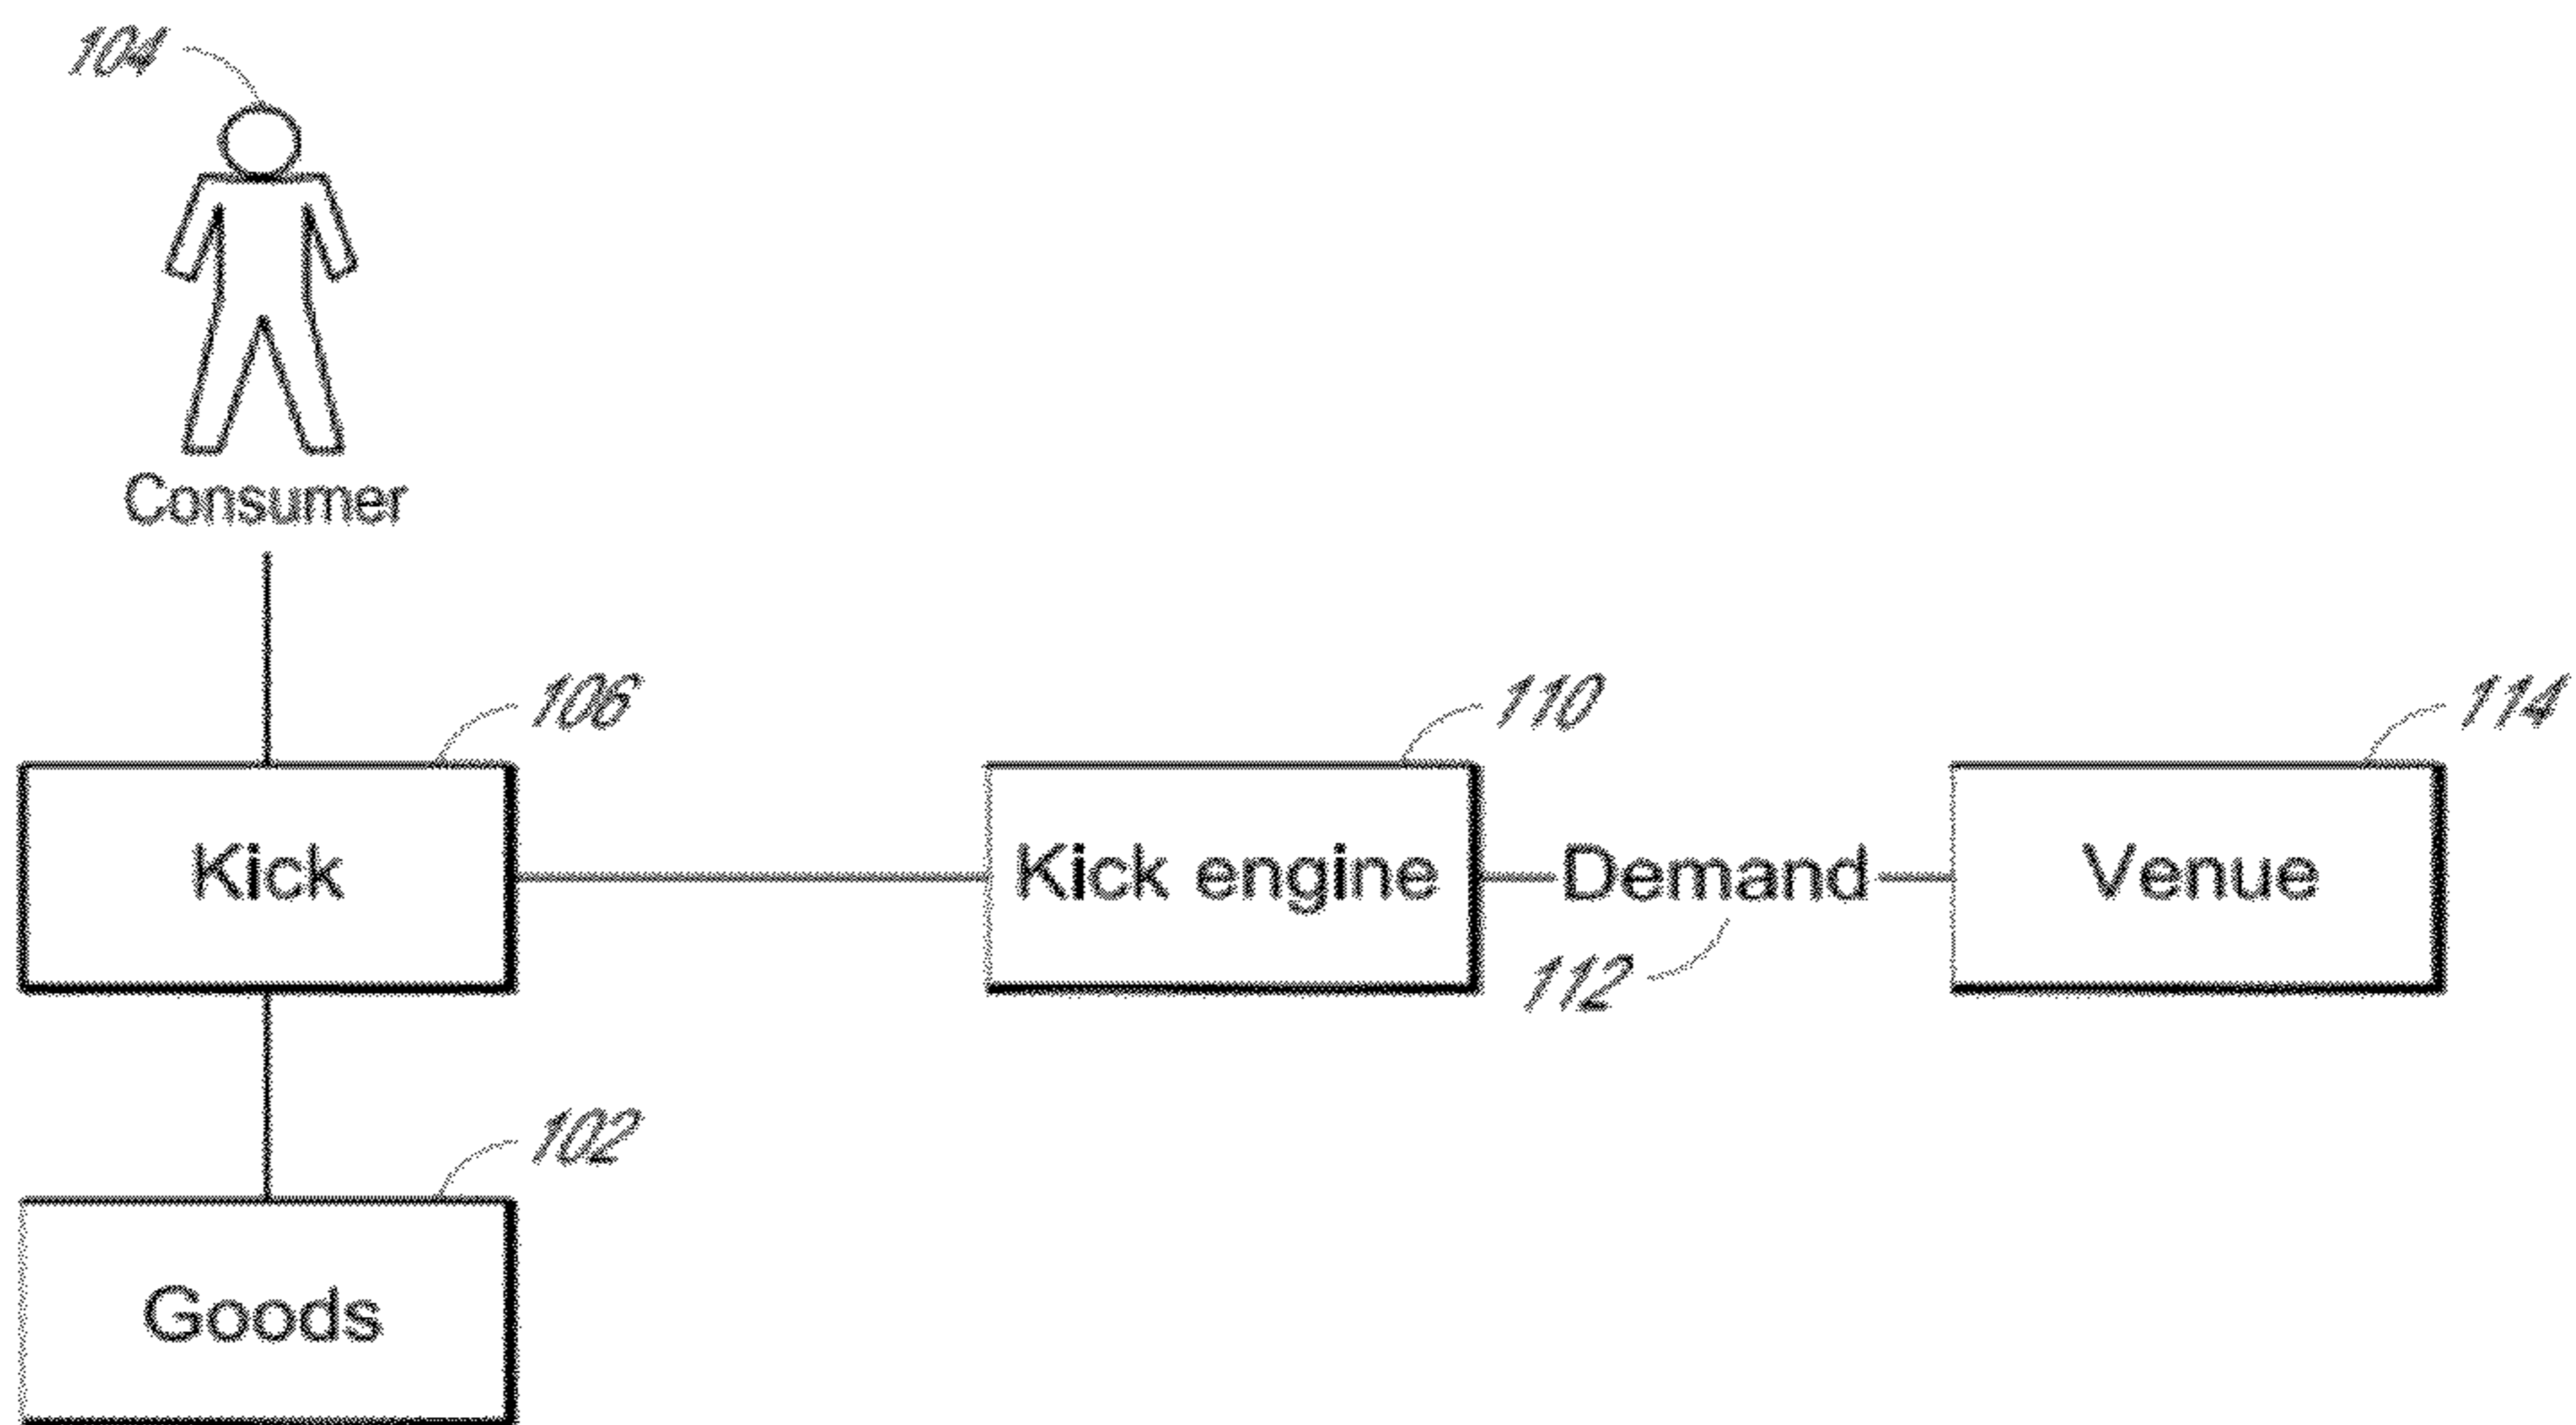 104
Consumer
106
110
114
Kick
Kick engine
Demand
Venue
112
102
Goods